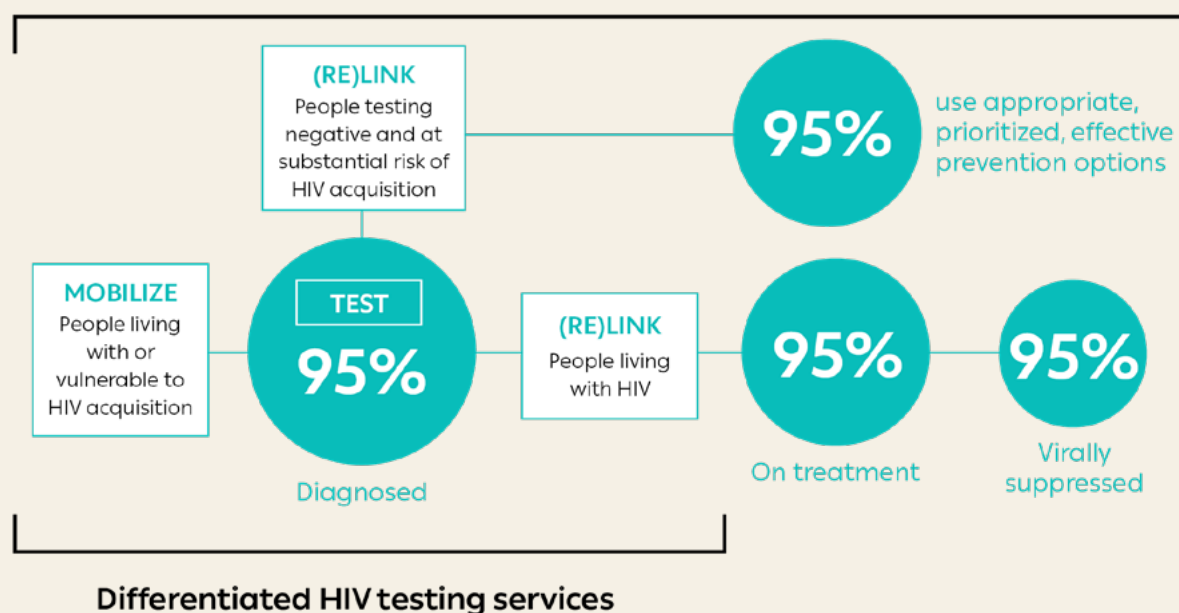 (RE)LINK
People testing
negative and at
substantial risk of
HIV acquisition
95%
use appropriate,
prioritized, effective
prevention options
MOBILIZE
People living
with or
vulnerable to
HIV acquisition
TEST
95%
Diagnosed
(RE)LINK
People living
with HIV
95%
On treatment
95%
Virally
suppressed
Differentiated HIV testing services